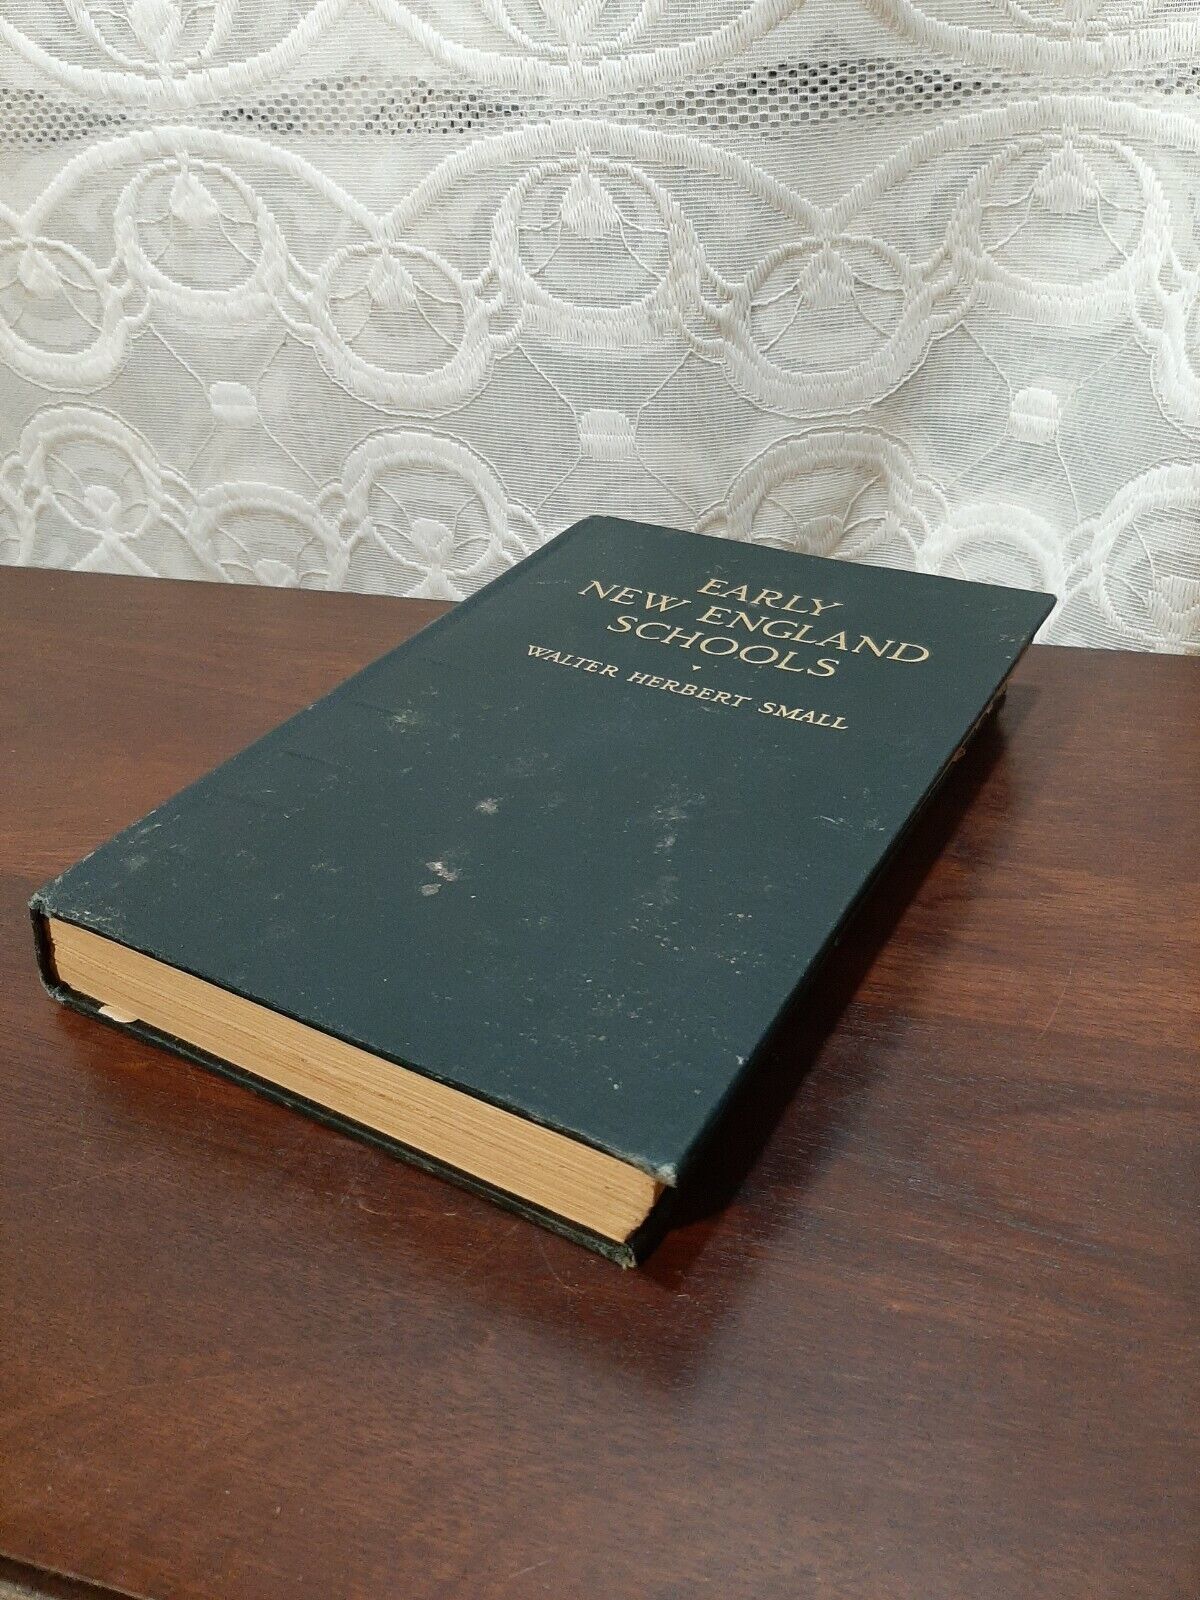 EARLY
NEW ENGLAND
SCHOOLS
WALTER HERBERT SMALL